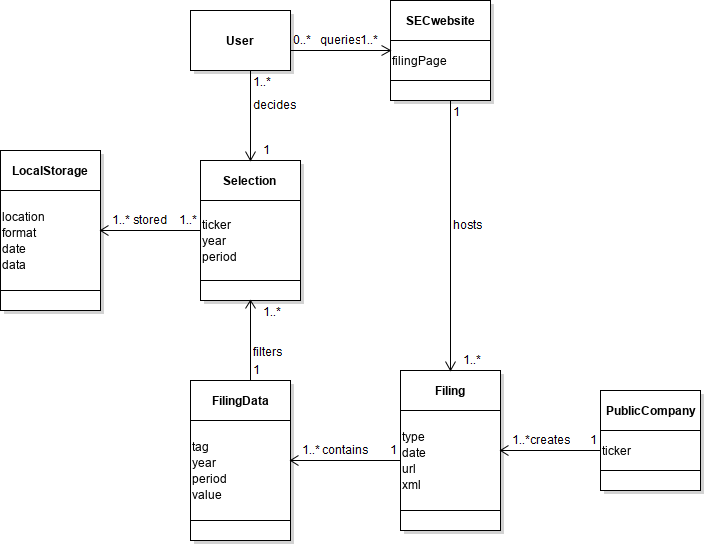 SECwebsite
User
0..* queries 1..*
filingPage
1..*
decides
1
1
LocalStorage
Selection
location
format
date
data
1..* stored 1..*
ticker
year
period
hosts
1..*
filters
1
1..*
FilingData
Filing
PublicCompany
tag
year
period
value
1..* contains 1
type
date
url
xml
1..* creates 1
ticker